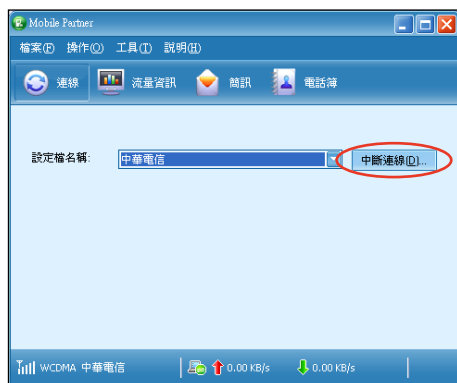 Mobile Partner
檔案(F) 操作(O) 工具(T) 說明(H)
連線 流量資訊 簡訊 電話簿
設定檔名稱: 中華電信 中斷連線(D)...
WCDMA 中華電信 0.00 KB/s 0.00 KB/s